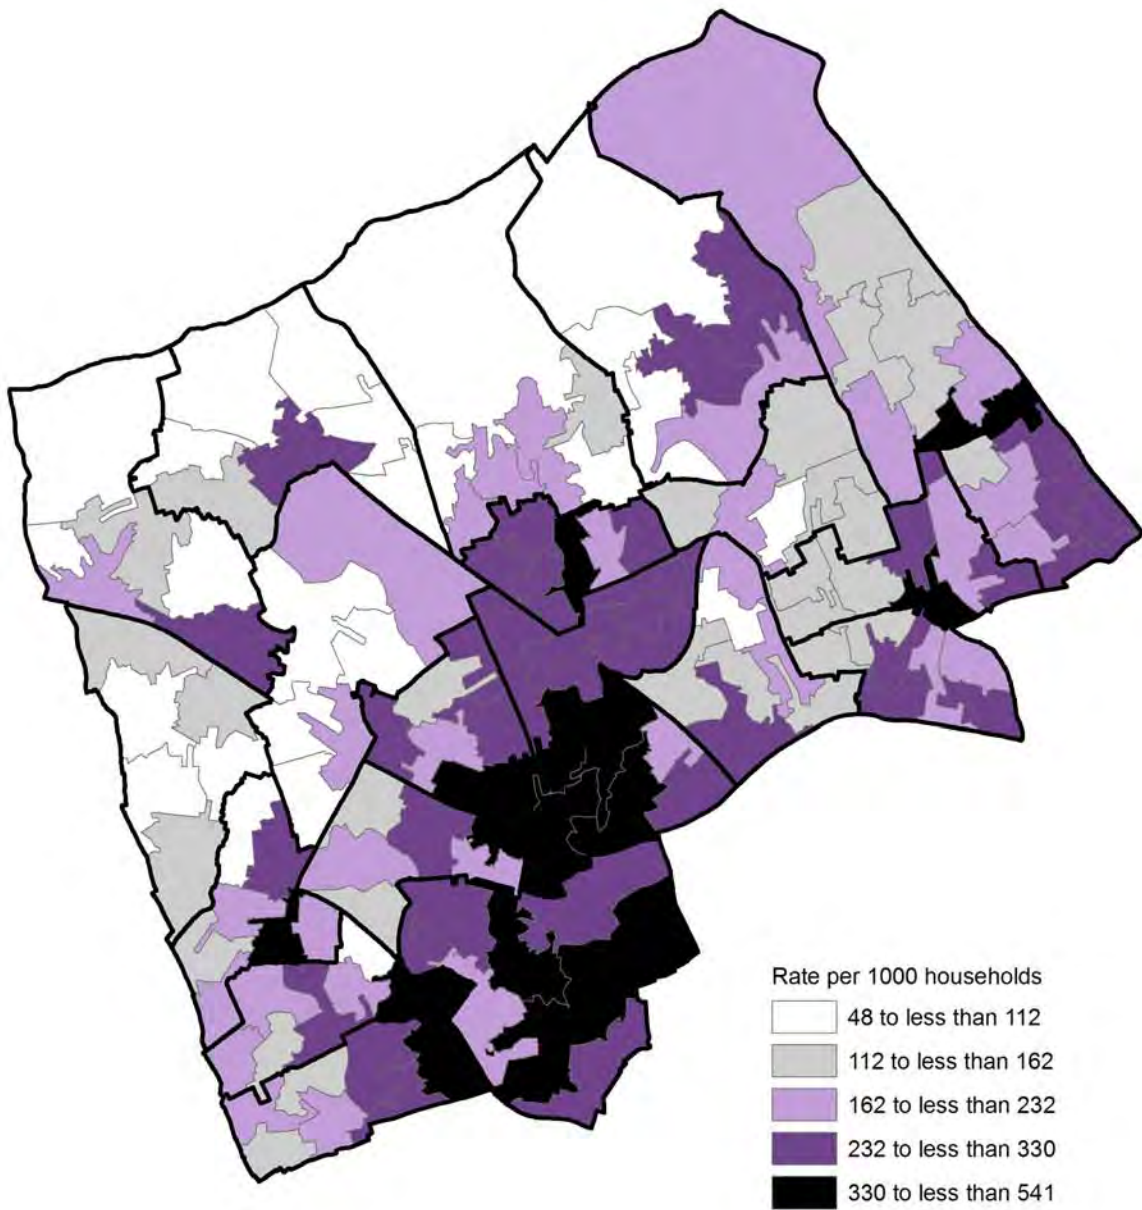 Rate per 1000 households
48 to less than 112
112 to less than 162
162 to less than 232
232 to less than 330
330 to less than 541